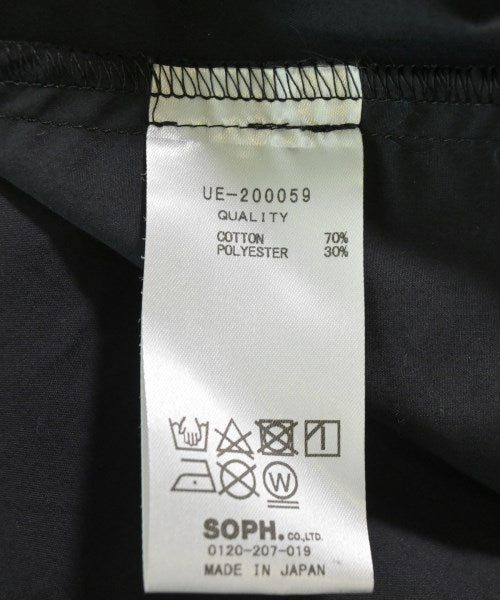 UE-200059
QUALITY
COTTON 70%
POLYESTER 30%
W
SOPH.CO.,LTD.
0120-207-019
MADE IN JAPAN